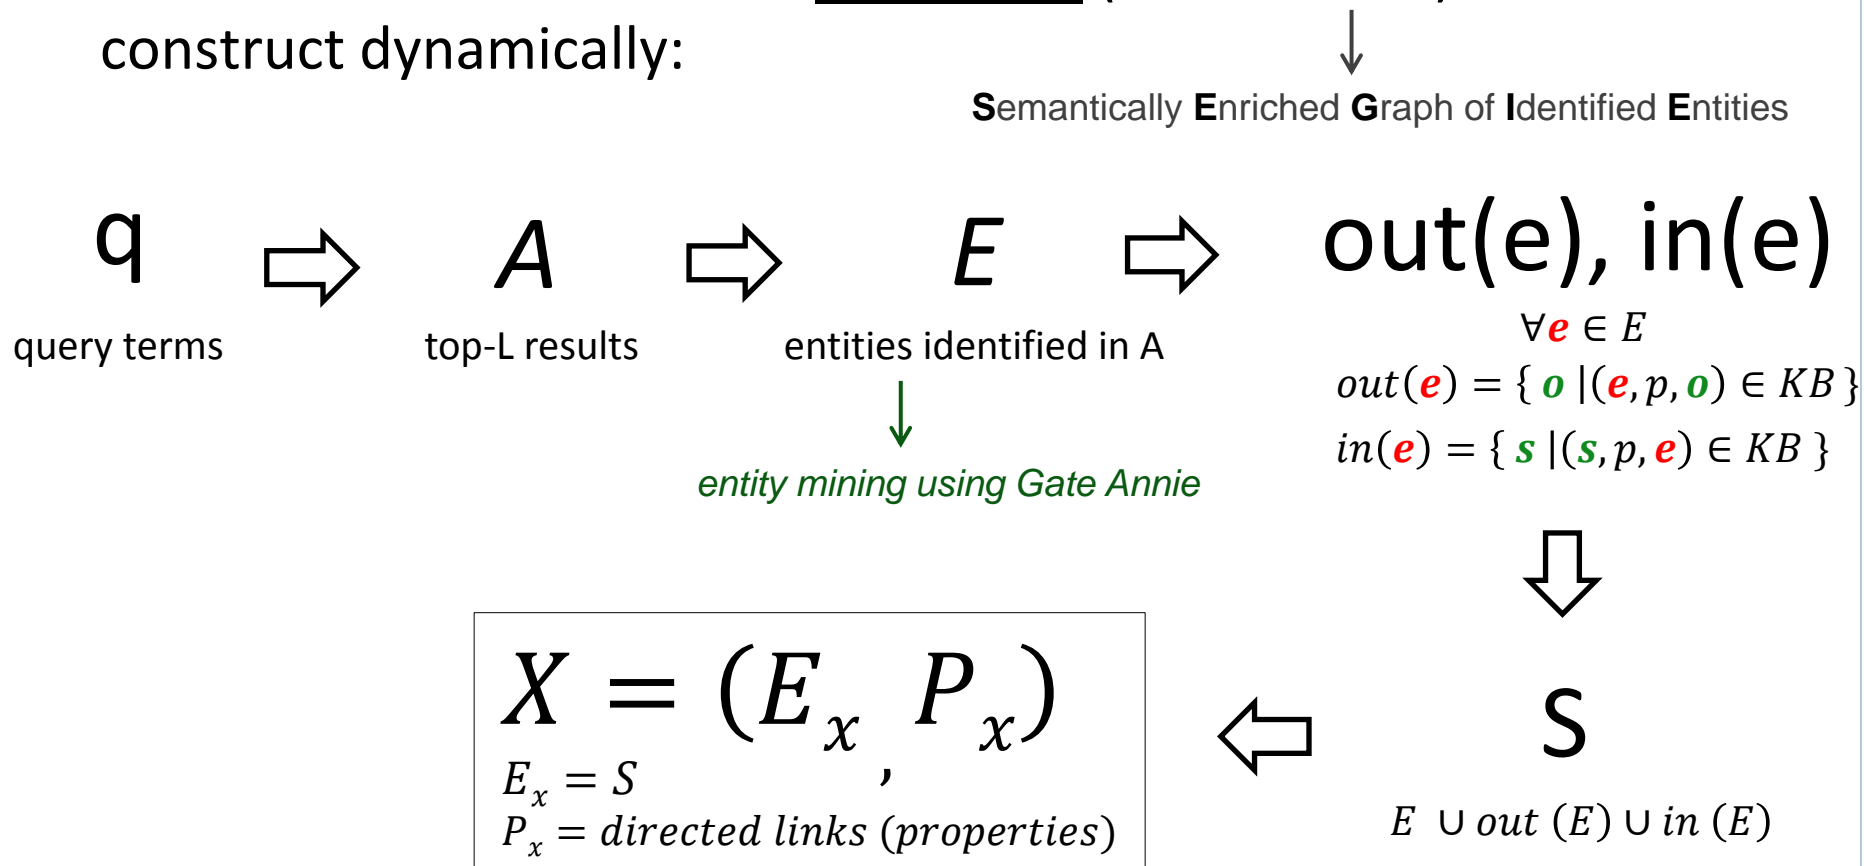 construct dynamically:
Semantically Enriched Graph of Identified Entities
q A E out(e), in(e)
query terms top-L results entities identified in A
∀e ∈ E
out(e) = { o |(e, p, o) ∈ KB }
in(e) = { s |(s, p, e) ∈ KB }
entity mining using Gate Annie
X = (Eₓ, Pₓ)
Eₓ = S
Pₓ = directed links (properties)
S
E ∪ out (E) ∪ in (E)